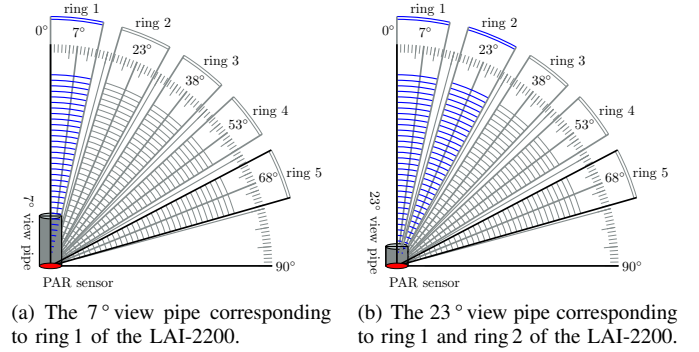 ring 1
ring 2
0°
7°
23°
ring 3
38°
ring 4
53°
ring 5
68°
7° view pipe
90°
PAR sensor
(a) The 7 ° view pipe corresponding
to ring 1 of the LAI-2200.
ring 1
ring 2
0°
7°
23°
ring 3
38°
ring 4
53°
ring 5
68°
23° view pipe
90°
PAR sensor
(b) The 23 ° view pipe corresponding
to ring 1 and ring 2 of the LAI-2200.